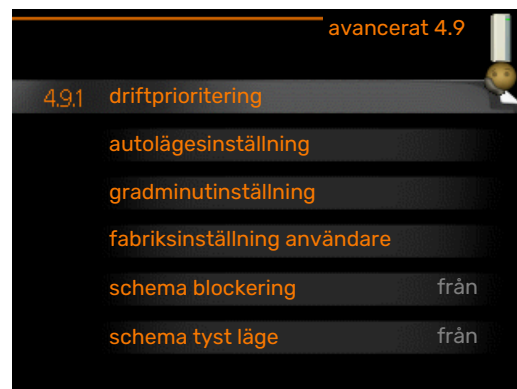 avancerat 4.9
4.9.1 driftprioritering
autolägesinställning
gradminutinställning
fabriksinställning användare
schema blockering från
schema tyst läge från